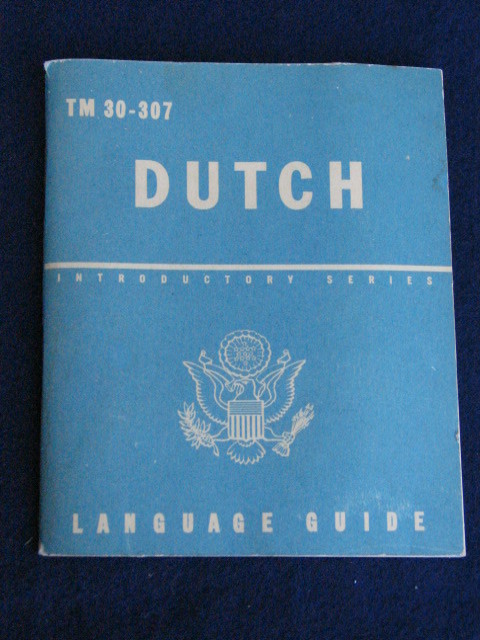 TM 30-307
DUTCH
INTRODUCTORY SERIES
LANGUAGE GUIDE